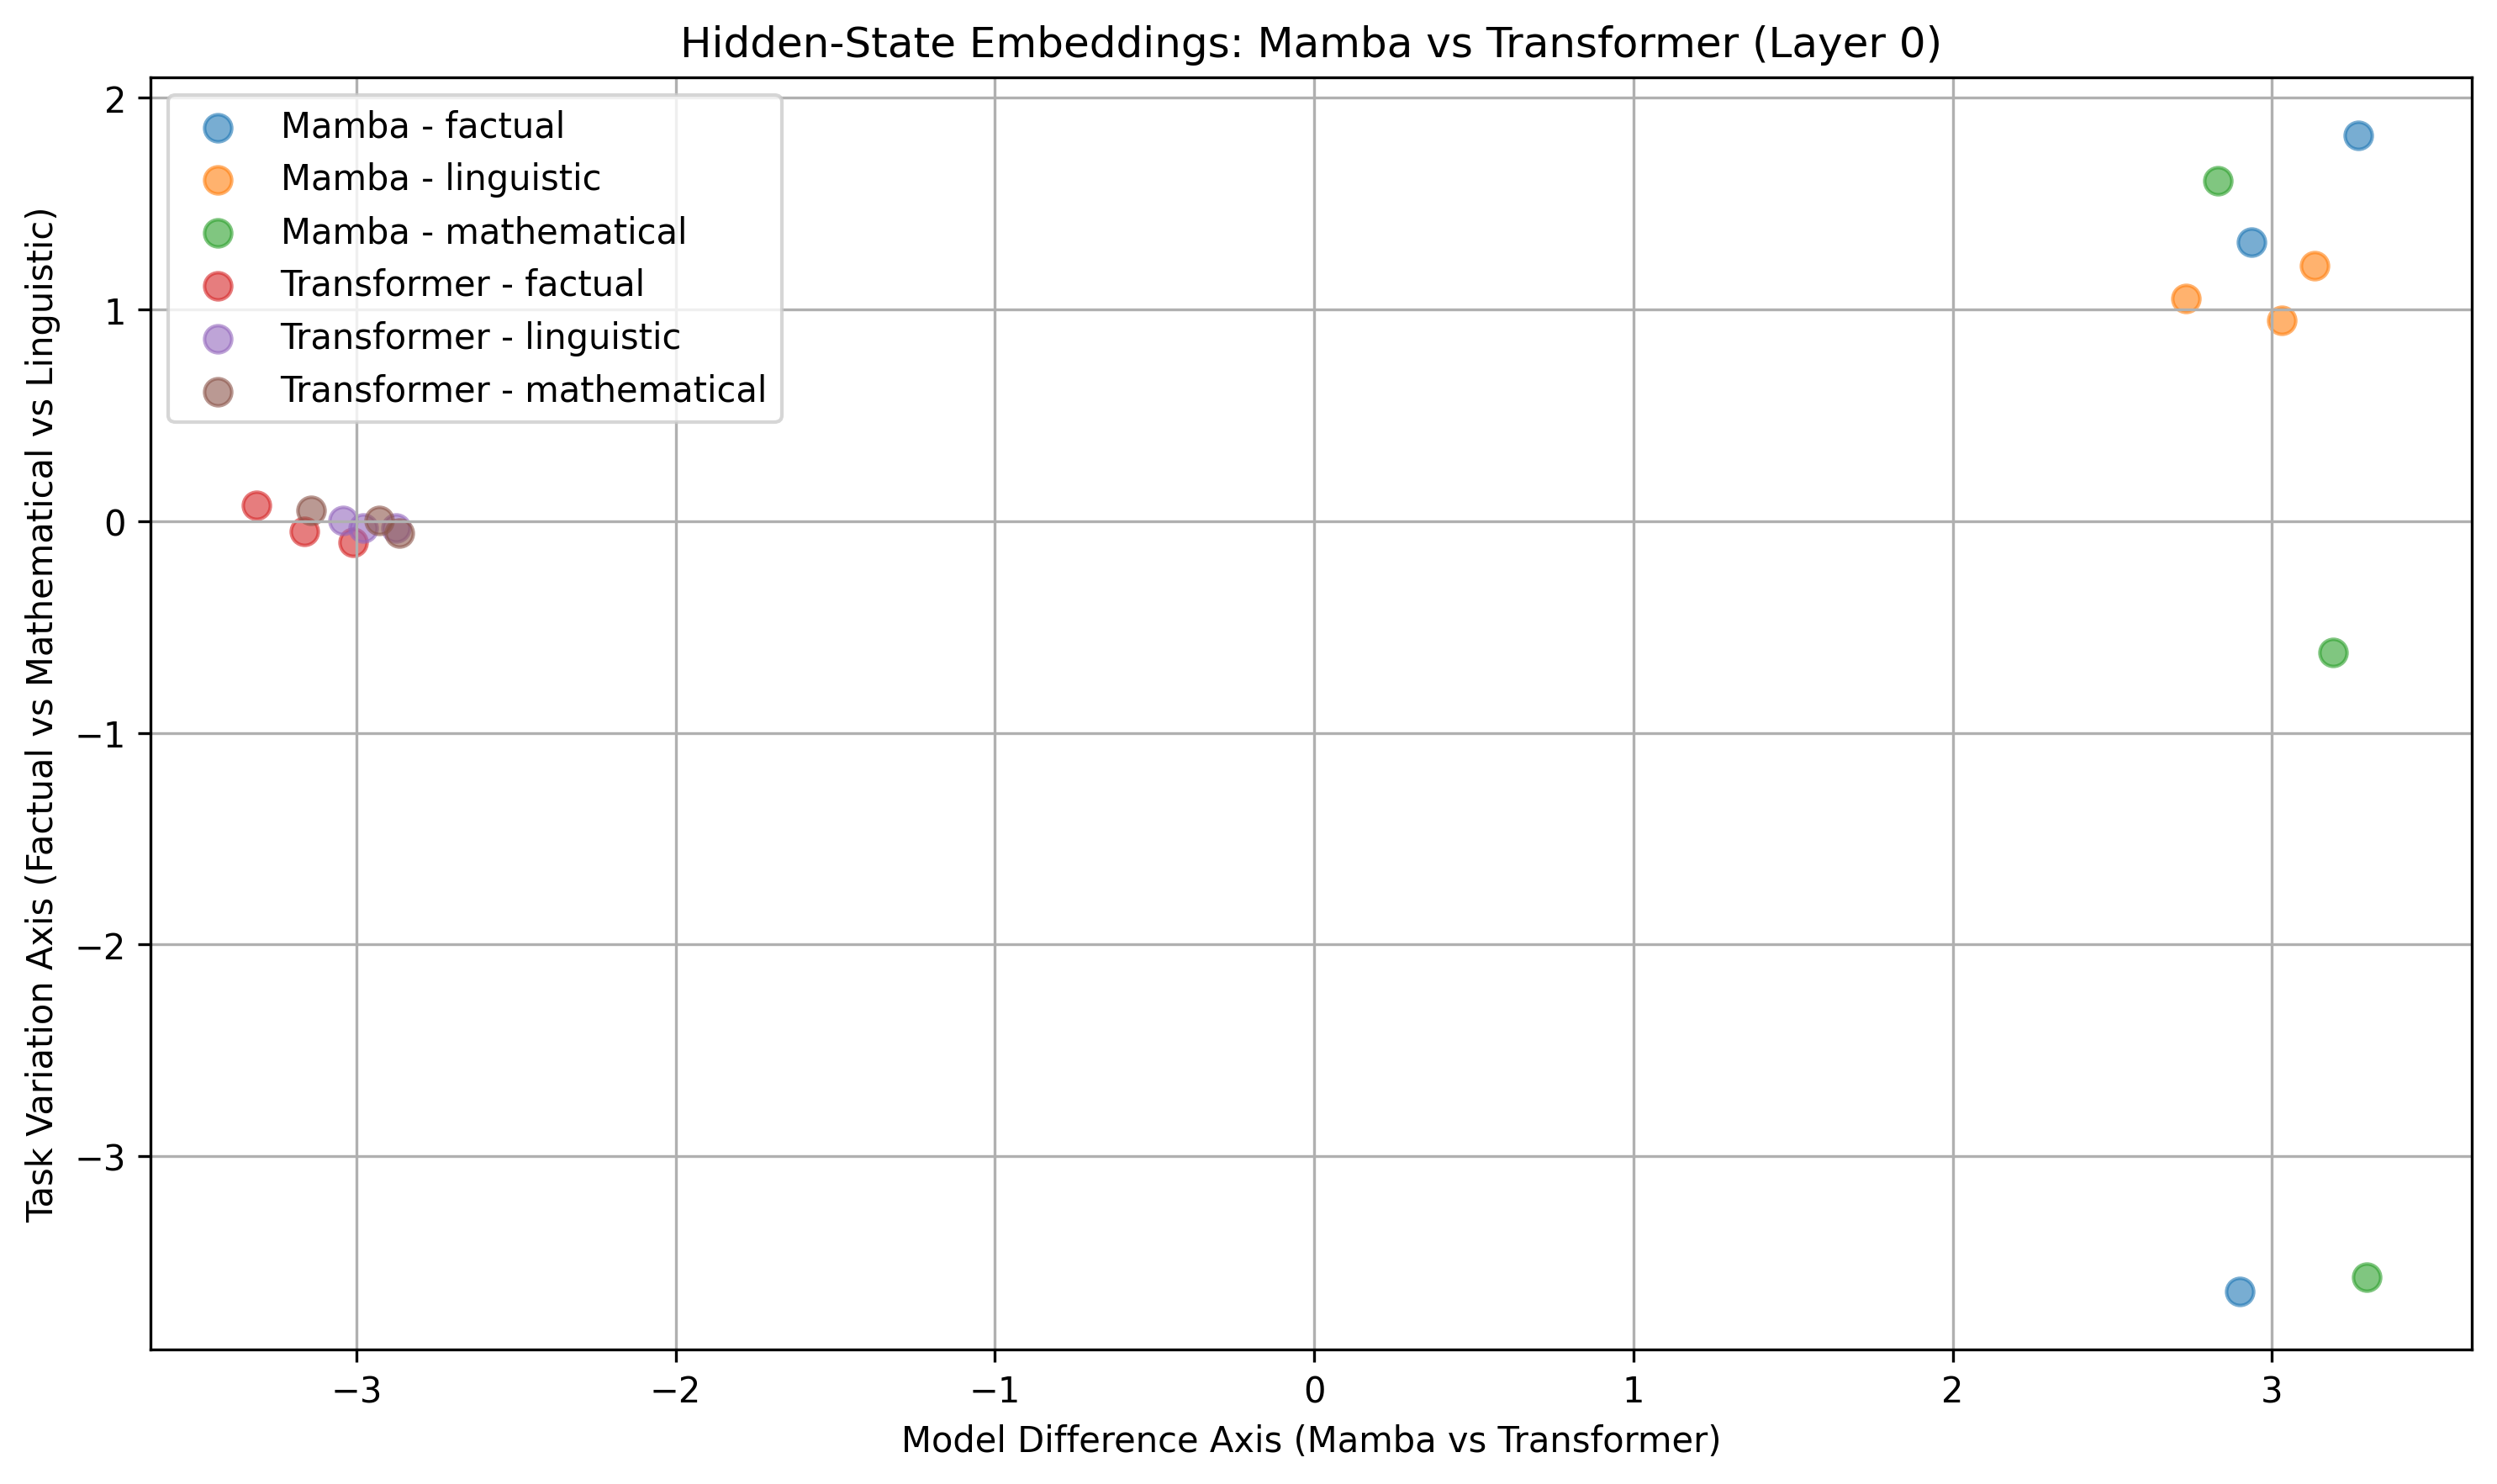 Hidden-State Embeddings: Mamba vs Transformer (Layer 0)
Mamba - factual
Mamba - linguistic
Mamba - mathematical
Transformer - factual
Transformer - linguistic
Transformer - mathematical
Task Variation Axis (Factual vs Mathematical vs Linguistic)
2
1
0
−1
−2
−3
−3
−2
−1
0
1
2
3
Model Difference Axis (Mamba vs Transformer)